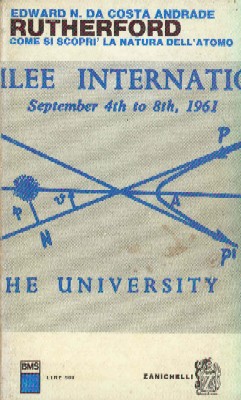 EDWARD N. DA COSTA ANDRADE
RUTHERFORD
COME SI SCOPRI' LA NATURA DELL'ATOMO
ILEE INTERNATIO
September 4th to 8th, 1961
P
P
N
P'
HE UNIVERSITY
BMS
LIRE
ZANICHELLI